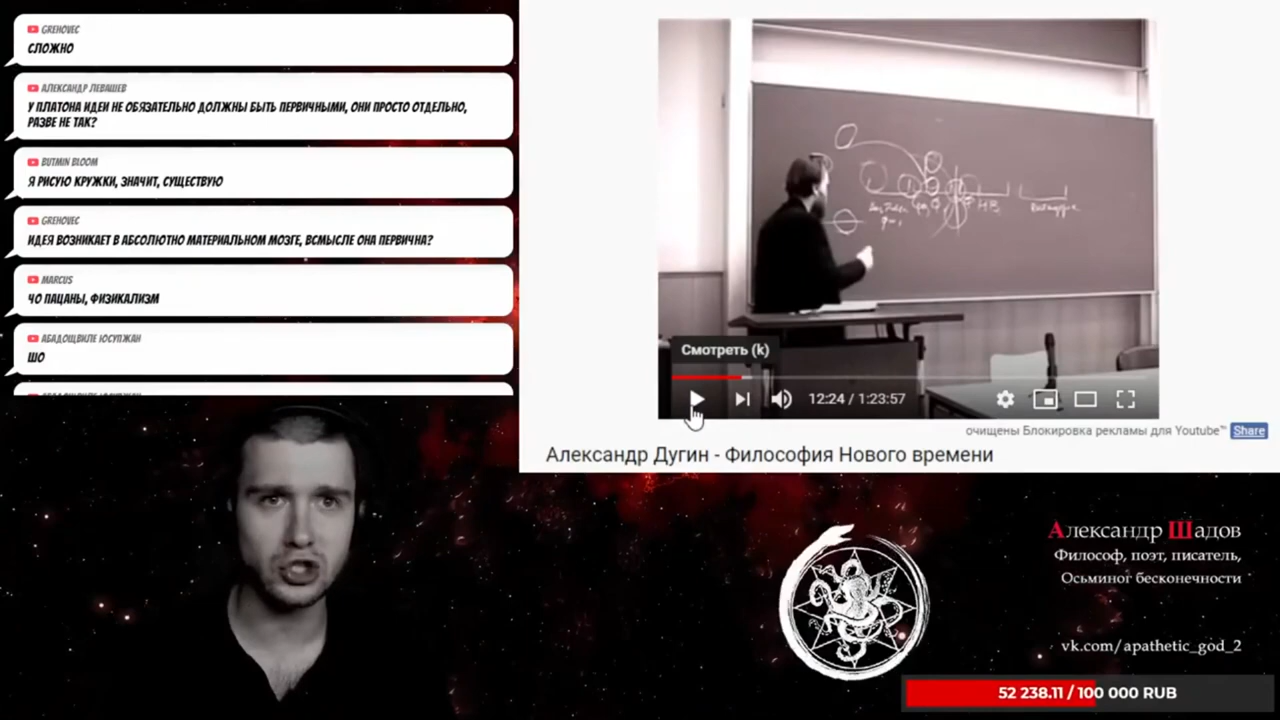 GREHOVEC
СЛОЖНО
АЛЕКСАНДР ЛЕВАШЕВ
У ПЛАТОНА ИДЕИ НЕ ОБЯЗАТЕЛЬНО ДОЛЖНЫ БЫТЬ ПЕРВИЧНЫМИ, ОНИ ПРОСТО ОТДЕЛЬНО,
РАЗВЕ НЕ ТАК?
BUTMIN BLOOM
Я РИСУЮ КРУЖКИ, ЗНАЧИТ, СУЩЕСТВУЮ
GREHOVEC
ИДЕЯ ВОЗНИКАЕТ В АБСОЛЮТНО МАТЕРИАЛЬНОМ МОЗГЕ, ВСМЫСЛЕ ОНА ПЕРВИЧНА?
MARCUS
ЧО ПАЦАНЫ, ФИЗИКАЛИЗМ
АБАДОЩВИЛЕ ЮСУПЖАН
ШО
Смотреть (k)
12:24 / 1:23:57
очищены Блокировка рекламы для Youtube™ Share
Александр Дугин - Философия Нового времени
Александр Шадов
Философ, поэт, писатель,
Осьминог бесконечности
vk.com/apathetic_god_2
52 238.11 / 100 000 RUB